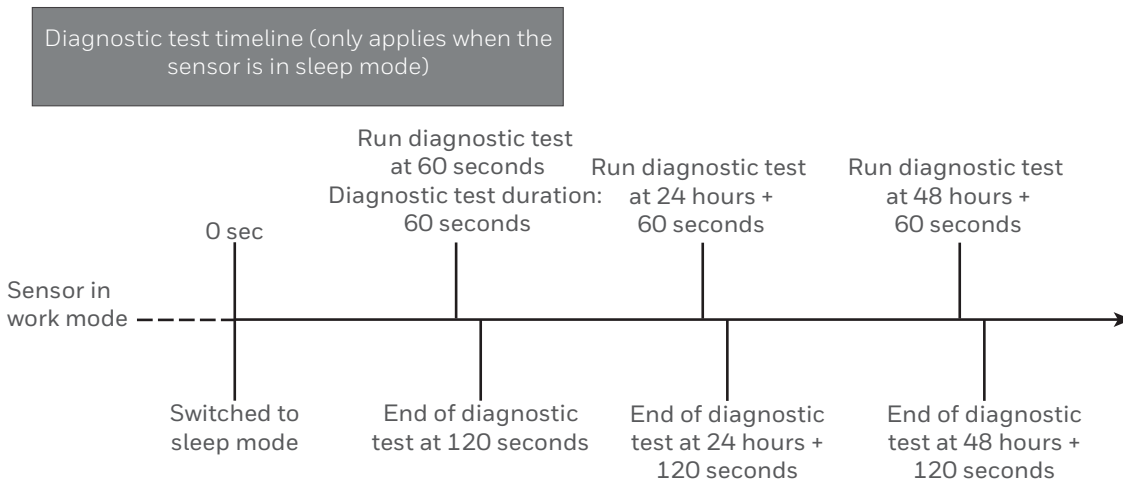 Diagnostic test timeline (only applies when the
sensor is in sleep mode)
Run diagnostic test
at 60 seconds
Diagnostic test duration:
60 seconds
Run diagnostic test
at 24 hours +
60 seconds
Run diagnostic test
at 48 hours +
60 seconds
0 sec
Sensor in
work mode
Switched to
sleep mode
End of diagnostic
test at 120 seconds
End of diagnostic
test at 24 hours +
120 seconds
End of diagnostic
test at 48 hours +
120 seconds